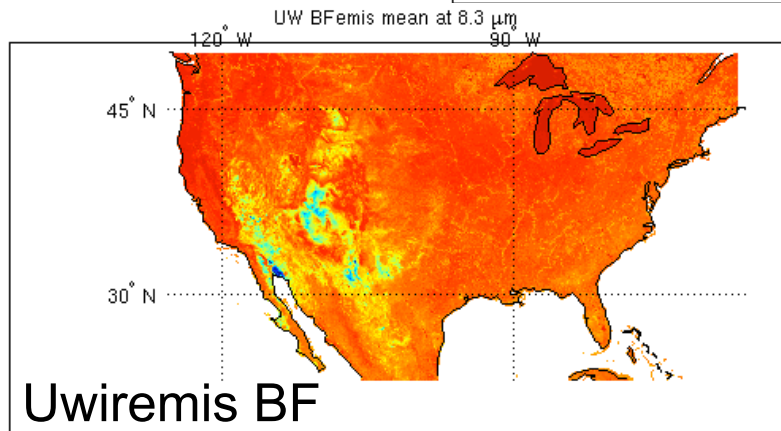 UW BFemis mean at 8.3 μm
120° W 90° W
45° N
30° N
Uwiremis BF